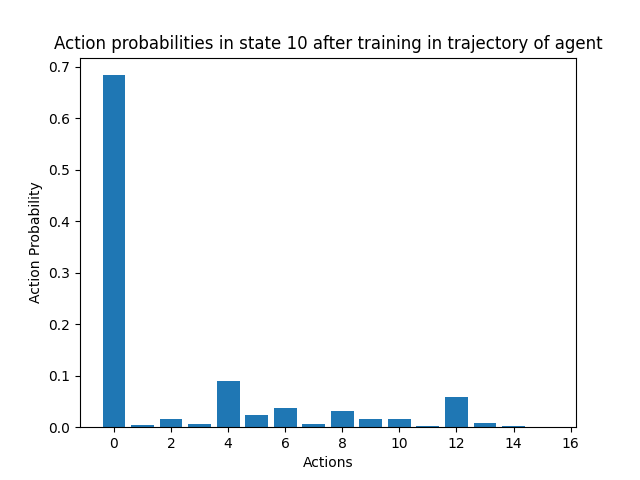 Action probabilities in state 10 after training in trajectory of agent
0.7
0.6
0.5
0.4
0.3
0.2
0.1
0.0
Action Probability
0 2 4 6 8 10 12 14 16
Actions